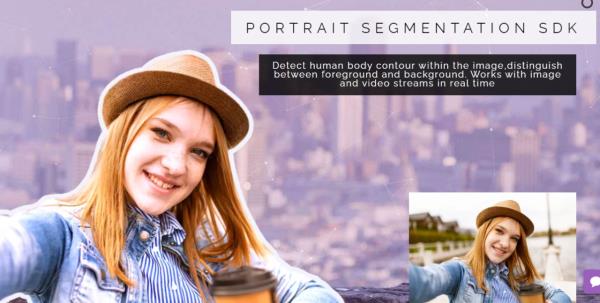 PORTRAIT SEGMENTATION SDK
Detect human body contour within the image,distinguish
between foreground and background. Works with image
and video streams in real time